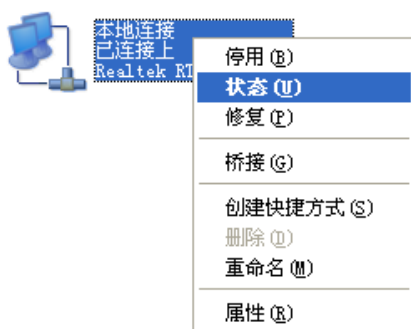 本地连接
已连接上
Realtek RT
停用(B)
状态(U)
修复(P)
桥接(G)
创建快捷方式(S)
删除(D)
重命名(M)
属性(R)